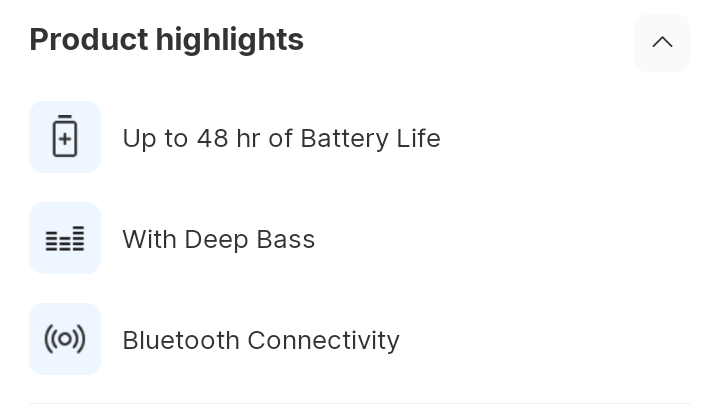 Product highlights
Up to 48 hr of Battery Life
With Deep Bass
Bluetooth Connectivity